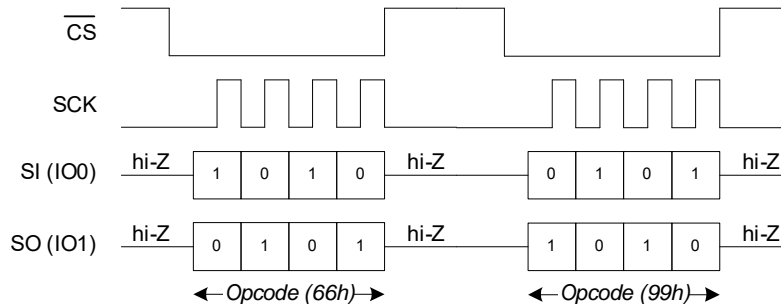 CS
SCK
SI (IO0) hi-Z 1 0 1 0 hi-Z 0 1 0 1 hi-Z
SO (IO1) hi-Z 0 1 0 1 hi-Z 1 0 1 0 hi-Z
Opcode (66h) Opcode (99h)